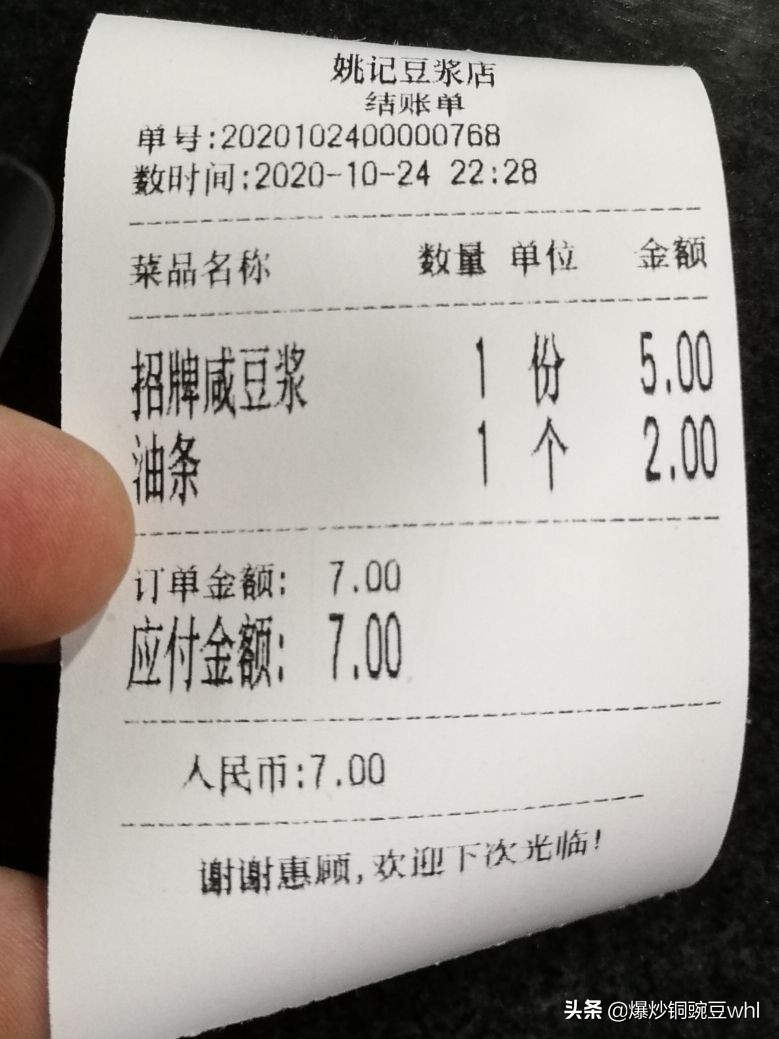 姚记豆浆店
结账单
单号:2020102400000768
数时间:2020-10-24 22:28
菜品名称 数量 单位 金额
招牌咸豆浆 1 份 5.00
油条 1 个 2.00
订单金额: 7.00
应付金额: 7.00
人民币:7.00
谢谢惠顾,欢迎下次光临!
头条 @爆炒铜豌豆whl